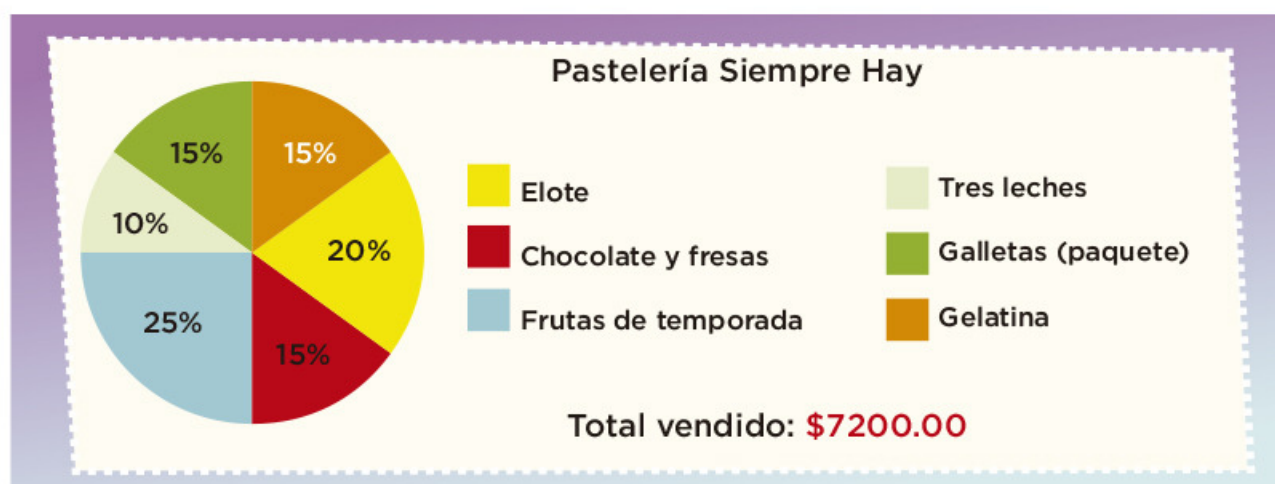 Pastelería Siempre Hay
15%
15%
10%
20%
25%
15%
Elote
Chocolate y fresas
Frutas de temporada
Tres leches
Galletas (paquete)
Gelatina
Total vendido: $7200.00